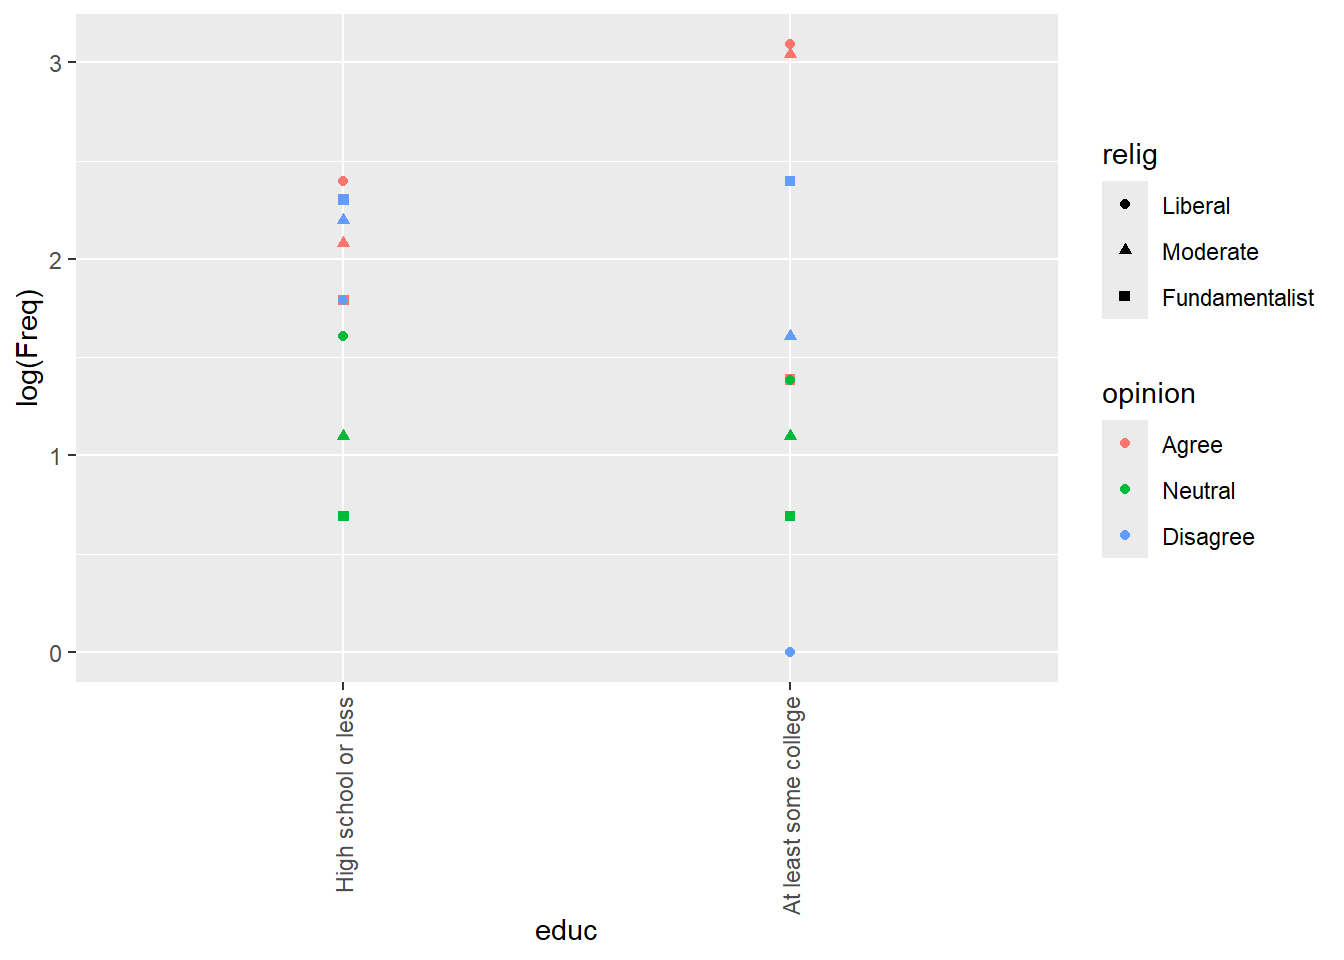 3
2
1
0
log(Freq)
High school or less
At least some college
educ
relig
Liberal
Moderate
Fundamentalist
opinion
Agree
Neutral
Disagree